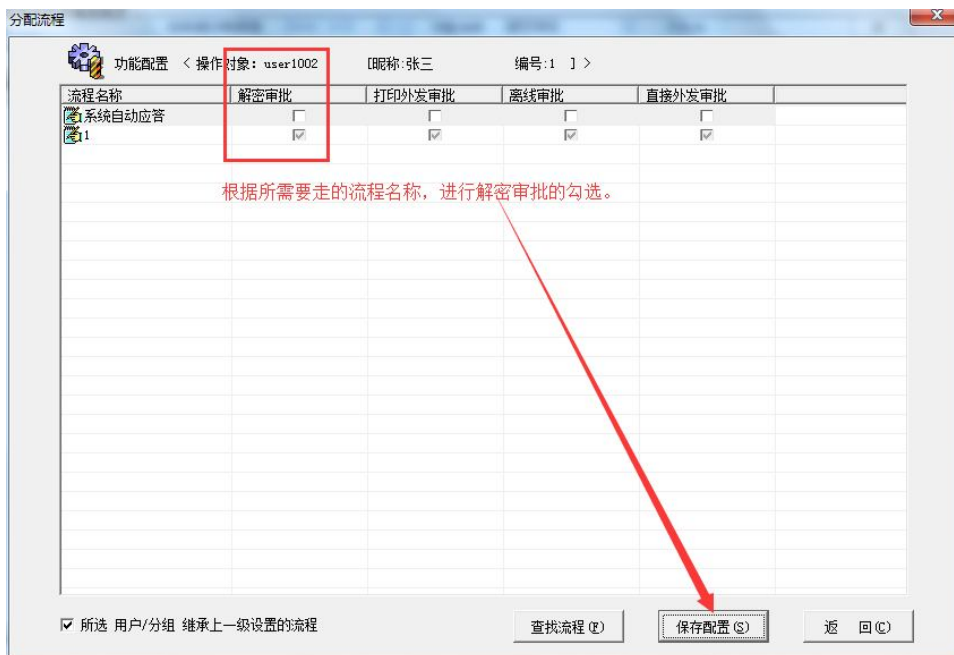 分配流程
功能配置 < 操作对象: user1002 [昵称:张三 编号:1 ] >
流程名称 解密审批 打印外发审批 离线审批 直接外发审批
系统自动应答
1
根据所需要走的流程名称，进行解密审批的勾选。
所选 用户/分组 继承上一级设置的流程 查找流程(F) 保存配置(S) 返 回(C)